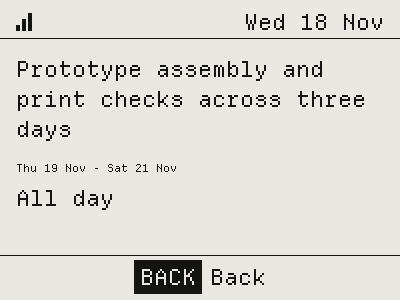 Wed 18 Nov
Prototype assembly and
print checks across three
days
Thu 19 Nov - Sat 21 Nov
All day
BACK Back